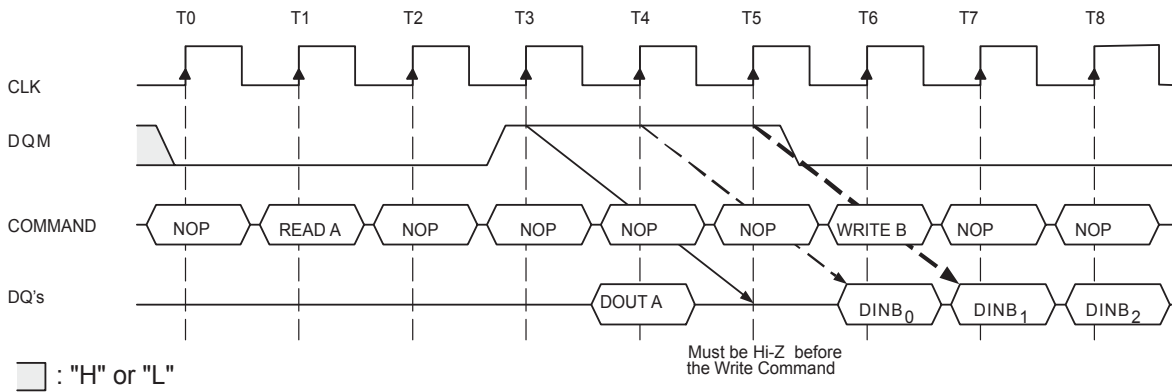 T0 T1 T2 T3 T4 T5 T6 T7 T8
CLK
DQM
COMMAND NOP READ A NOP NOP NOP NOP WRITE B NOP NOP
DQ's DOUT A DINB0 DINB1 DINB2
Must be Hi-Z before
the Write Command
: "H" or "L"